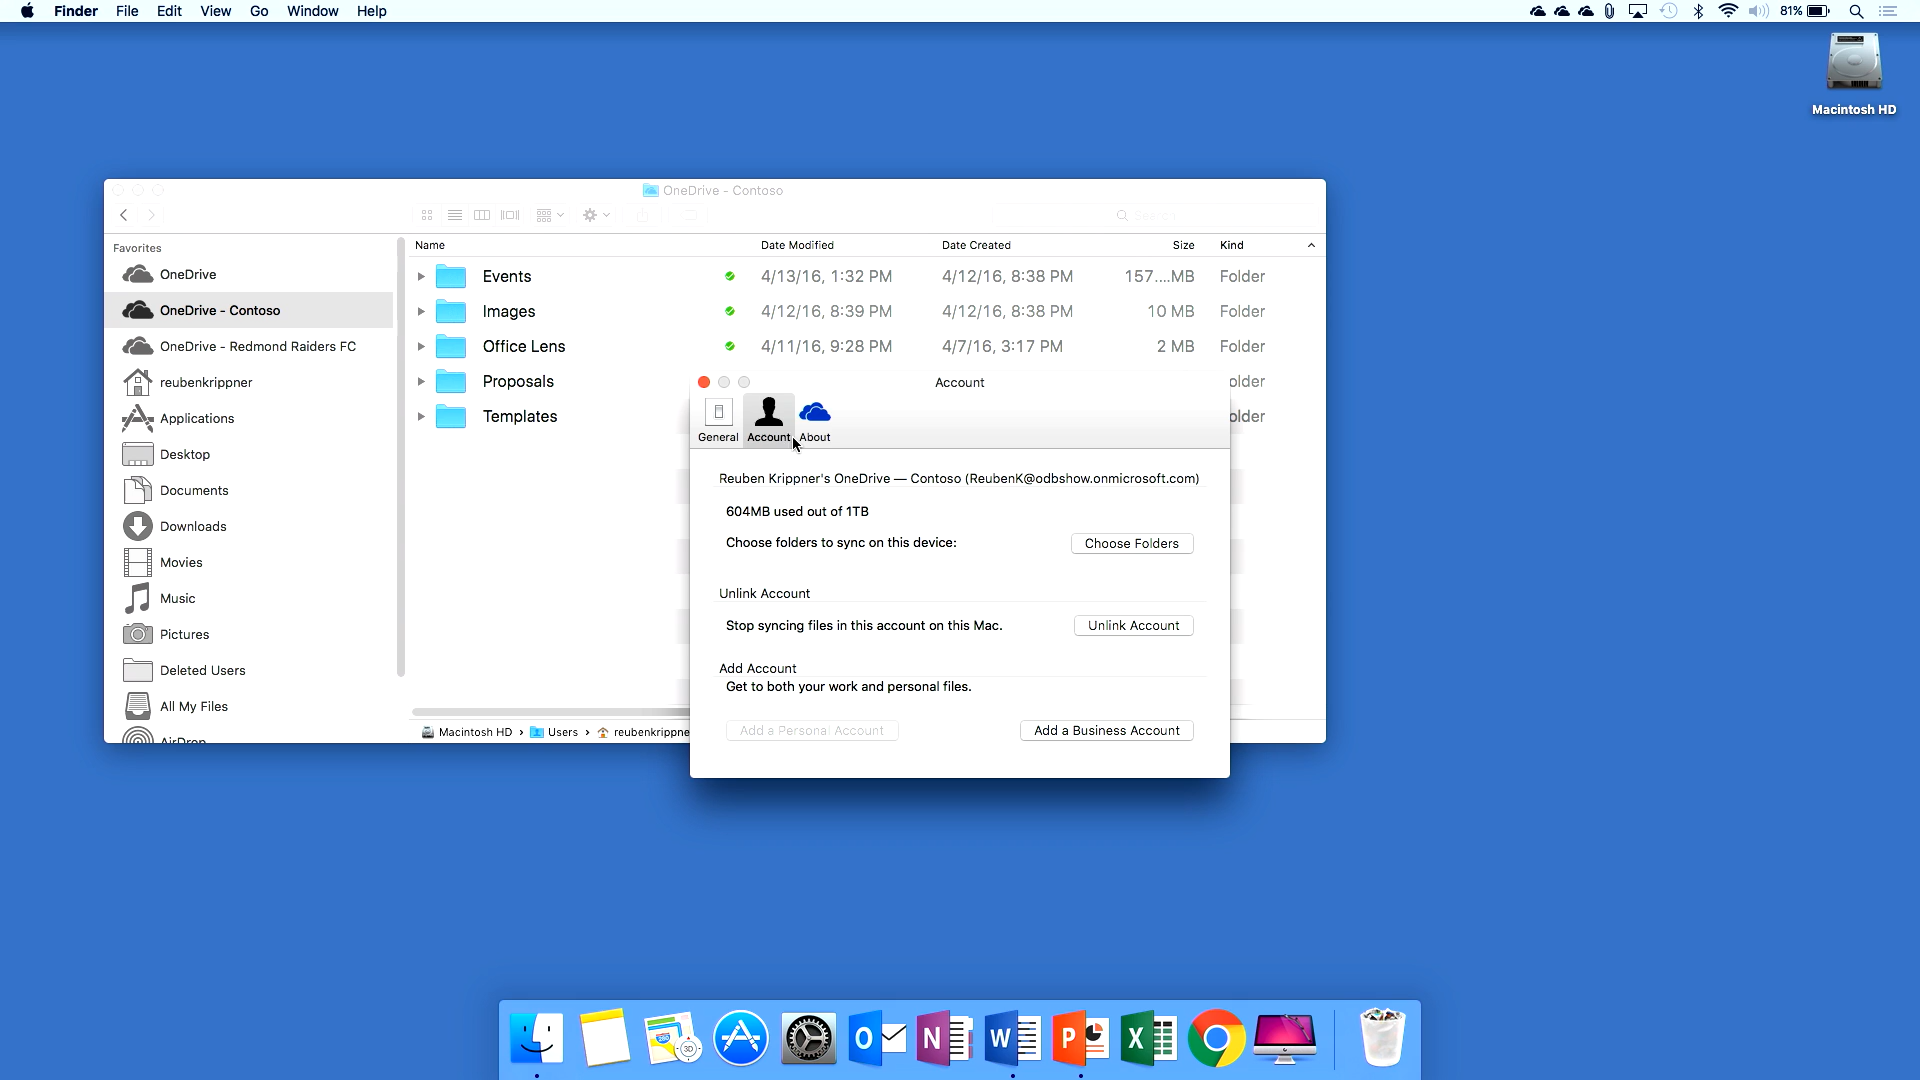 Finder File Edit View Go Window Help 81%
Macintosh HD
OneDrive - Contoso
Favorites
OneDrive
OneDrive - Contoso
OneDrive - Redmond Raiders FC
reubenkrippner
Applications
Desktop
Documents
Downloads
Movies
Music
Pictures
Deleted Users
All My Files
AirDrop
Name Date Modified Date Created Size Kind
Events 4/13/16, 1:32 PM 4/12/16, 8:38 PM 157....MB Folder
Images 4/12/16, 8:39 PM 4/12/16, 8:38 PM 10 MB Folder
Office Lens 4/11/16, 9:28 PM 4/7/16, 3:17 PM 2 MB Folder
Proposals older
Templates older
Macintosh HD › Users › reubenkrippne
Account
General Account About
Reuben Krippner's OneDrive — Contoso (ReubenK@odbshow.onmicrosoft.com)
604MB used out of 1TB
Choose folders to sync on this device: Choose Folders
Unlink Account
Stop syncing files in this account on this Mac. Unlink Account
Add Account
Get to both your work and personal files.
Add a Personal Account Add a Business Account
280 3D O N W P X